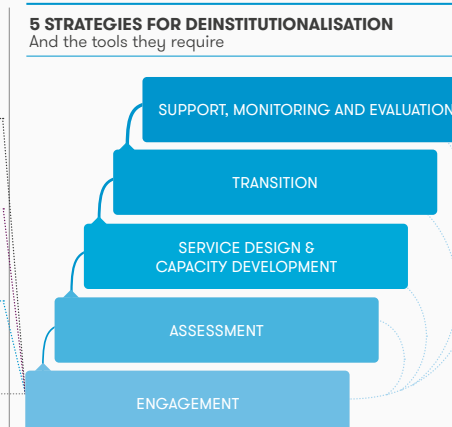 5 STRATEGIES FOR DEINSTITUTIONALISATION
And the tools they require
SUPPORT, MONITORING AND EVALUATION
TRANSITION
SERVICE DESIGN &
CAPACITY DEVELOPMENT
ASSESSMENT
ENGAGEMENT